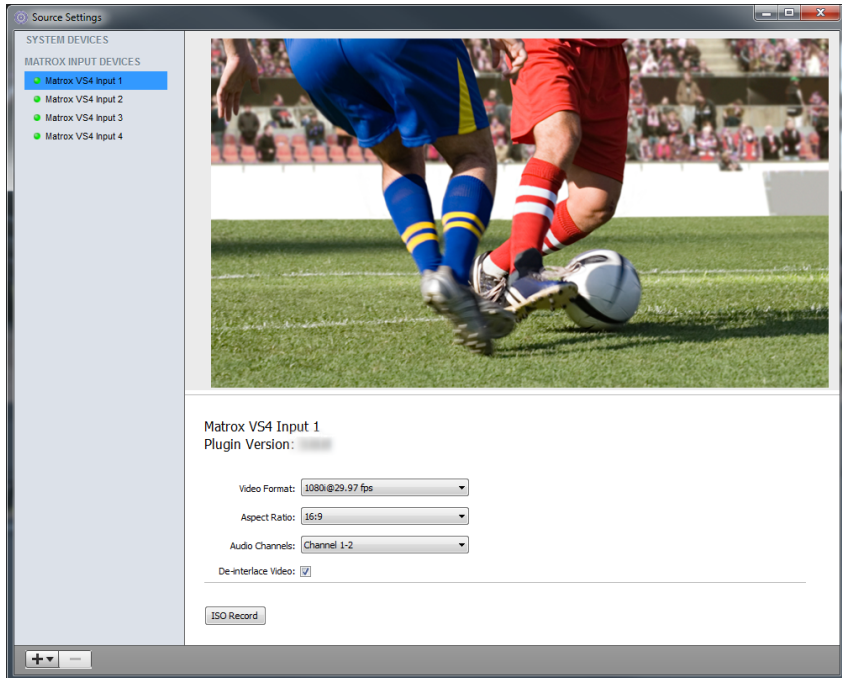 Source Settings
SYSTEM DEVICES
MATROX INPUT DEVICES
Matrox VS4 Input 1
Matrox VS4 Input 2
Matrox VS4 Input 3
Matrox VS4 Input 4
Matrox VS4 Input 1
Plugin Version:
Video Format: 1080i@29.97 fps
Aspect Ratio: 16:9
Audio Channels: Channel 1-2
De-interlace Video:
ISO Record